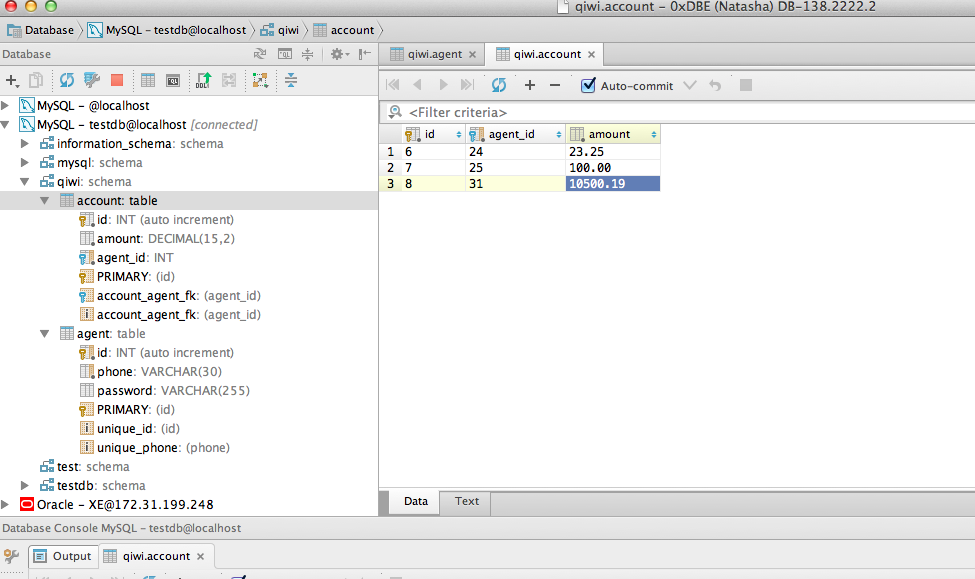 qiwi.account – 0xDBE (Natasha) DB-138.2222.2
Database MySQL – testdb@localhost qiwi account
Database
qiwi.agent
qiwi.account
DDL
QL
Auto-commit
<Filter criteria>
id agent_id amount
1 6 24 23.25
2 7 25 100.00
3 8 31 10500.19
MySQL – @localhost
MySQL – testdb@localhost [connected]
information_schema: schema
mysql: schema
qiwi: schema
account: table
id: INT (auto increment)
amount: DECIMAL(15,2)
agent_id: INT
PRIMARY: (id)
account_agent_fk: (agent_id)
account_agent_fk: (agent_id)
agent: table
id: INT (auto increment)
phone: VARCHAR(30)
password: VARCHAR(255)
PRIMARY: (id)
unique_id: (id)
unique_phone: (phone)
test: schema
testdb: schema
Oracle – XE@172.31.199.248
Data Text
Database Console MySQL – testdb@localhost
Output qiwi.account